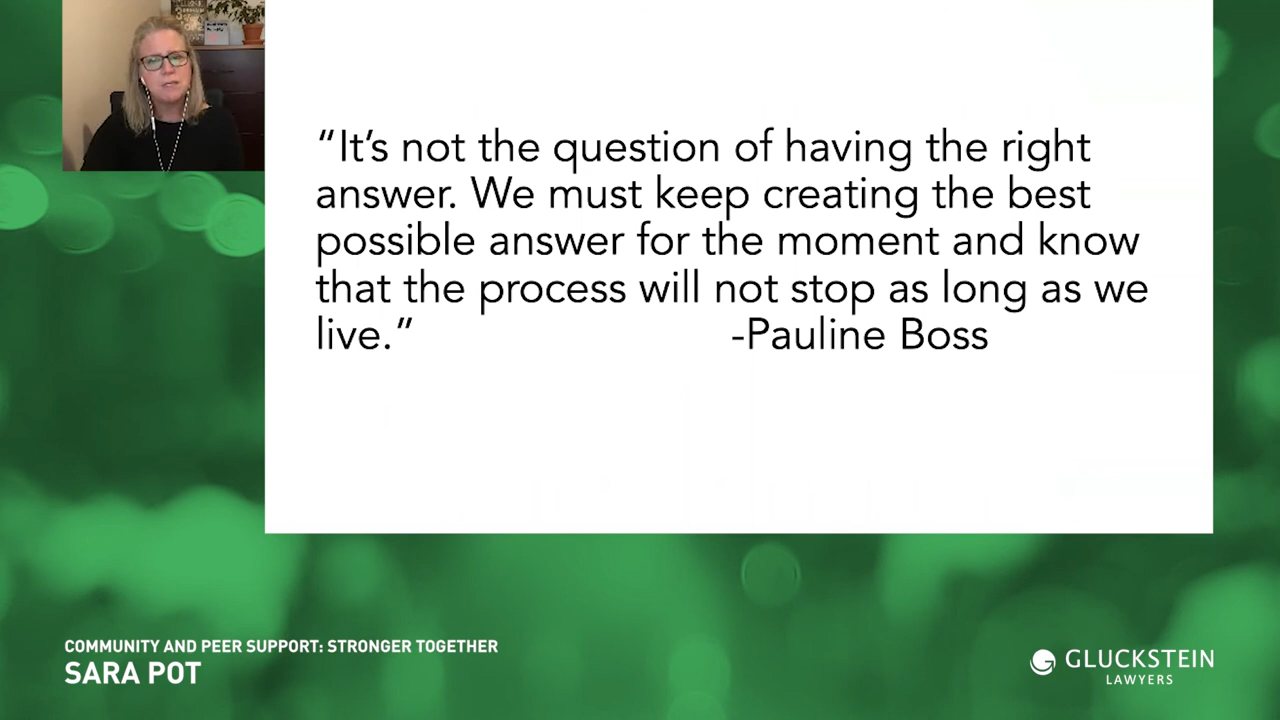 “It’s not the question of having the right
answer. We must keep creating the best
possible answer for the moment and know
that the process will not stop as long as we
live.” -Pauline Boss
COMMUNITY AND PEER SUPPORT: STRONGER TOGETHER
SARA POT
GLUCKSTEIN
LAWYERS